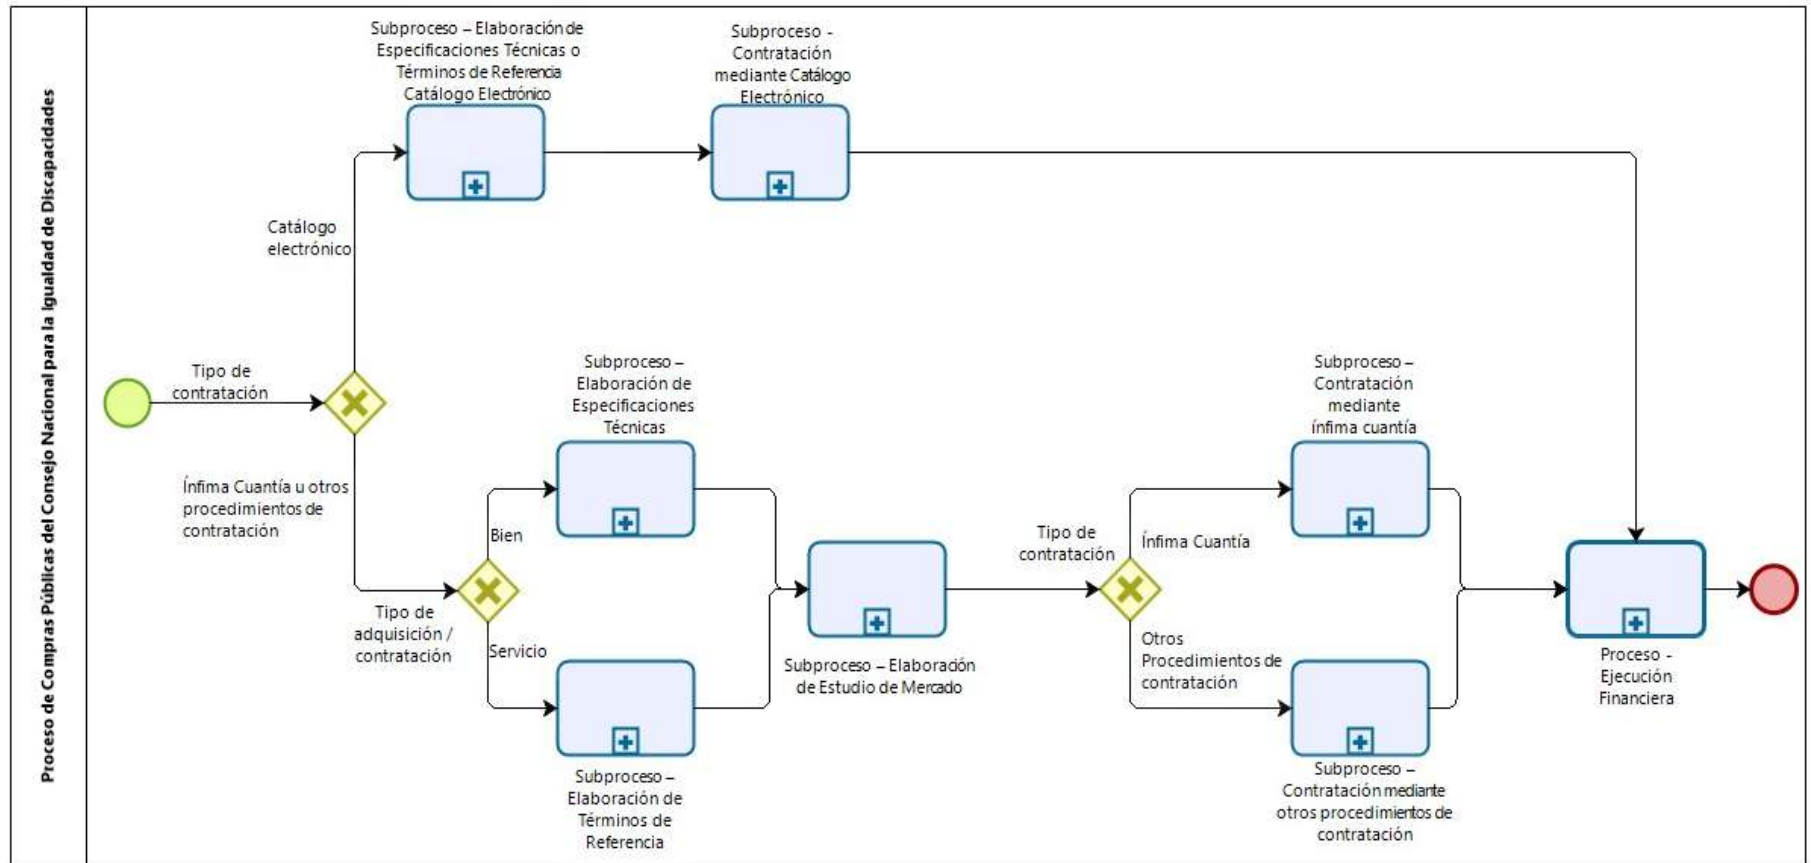 Proceso de Compras Públicas del Consejo Nacional para la Igualdad de Discapacidades
Subproceso – Elaboración de
Especificaciones Técnicas o
Términos de Referencia
Catálogo Electrónico
Subproceso -
Contratación
mediante Catálogo
Electrónico
Catálogo
electrónico
Tipo de
contratación
Ínfima Cuantía u otros
procedimientos de
contratación
Tipo de
adquisición /
contratación
Bien
Servicio
Subproceso –
Elaboración de
Especificaciones
Técnicas
Subproceso –
Elaboración de
Términos de
Referencia
Subproceso – Elaboración
de Estudio de Mercado
Tipo de
contratación
Ínfima Cuantía
Otros
Procedimientos de
contratación
Subproceso –
Contratación
mediante
ínfima cuantía
Subproceso –
Contratación mediante
otros procedimientos de
contratación
Proceso -
Ejecución
Financiera